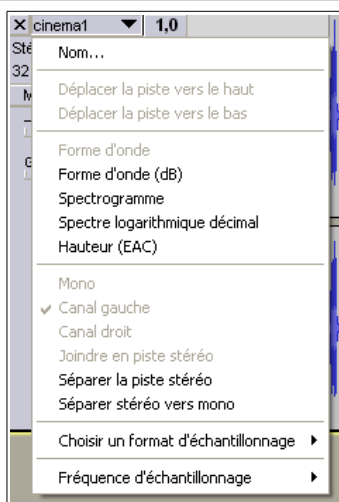 cinema1 1,0
Sté
Nom...
32
M
Déplacer la piste vers le haut
Déplacer la piste vers le bas
Forme d'onde
G
Forme d'onde (dB)
Spectrogramme
Spectre logarithmique décimal
Hauteur (EAC)
Mono
Canal gauche
Canal droit
Joindre en piste stéréo
Séparer la piste stéréo
Séparer stéréo vers mono
Choisir un format d'échantillonnage
Fréquence d'échantillonnage